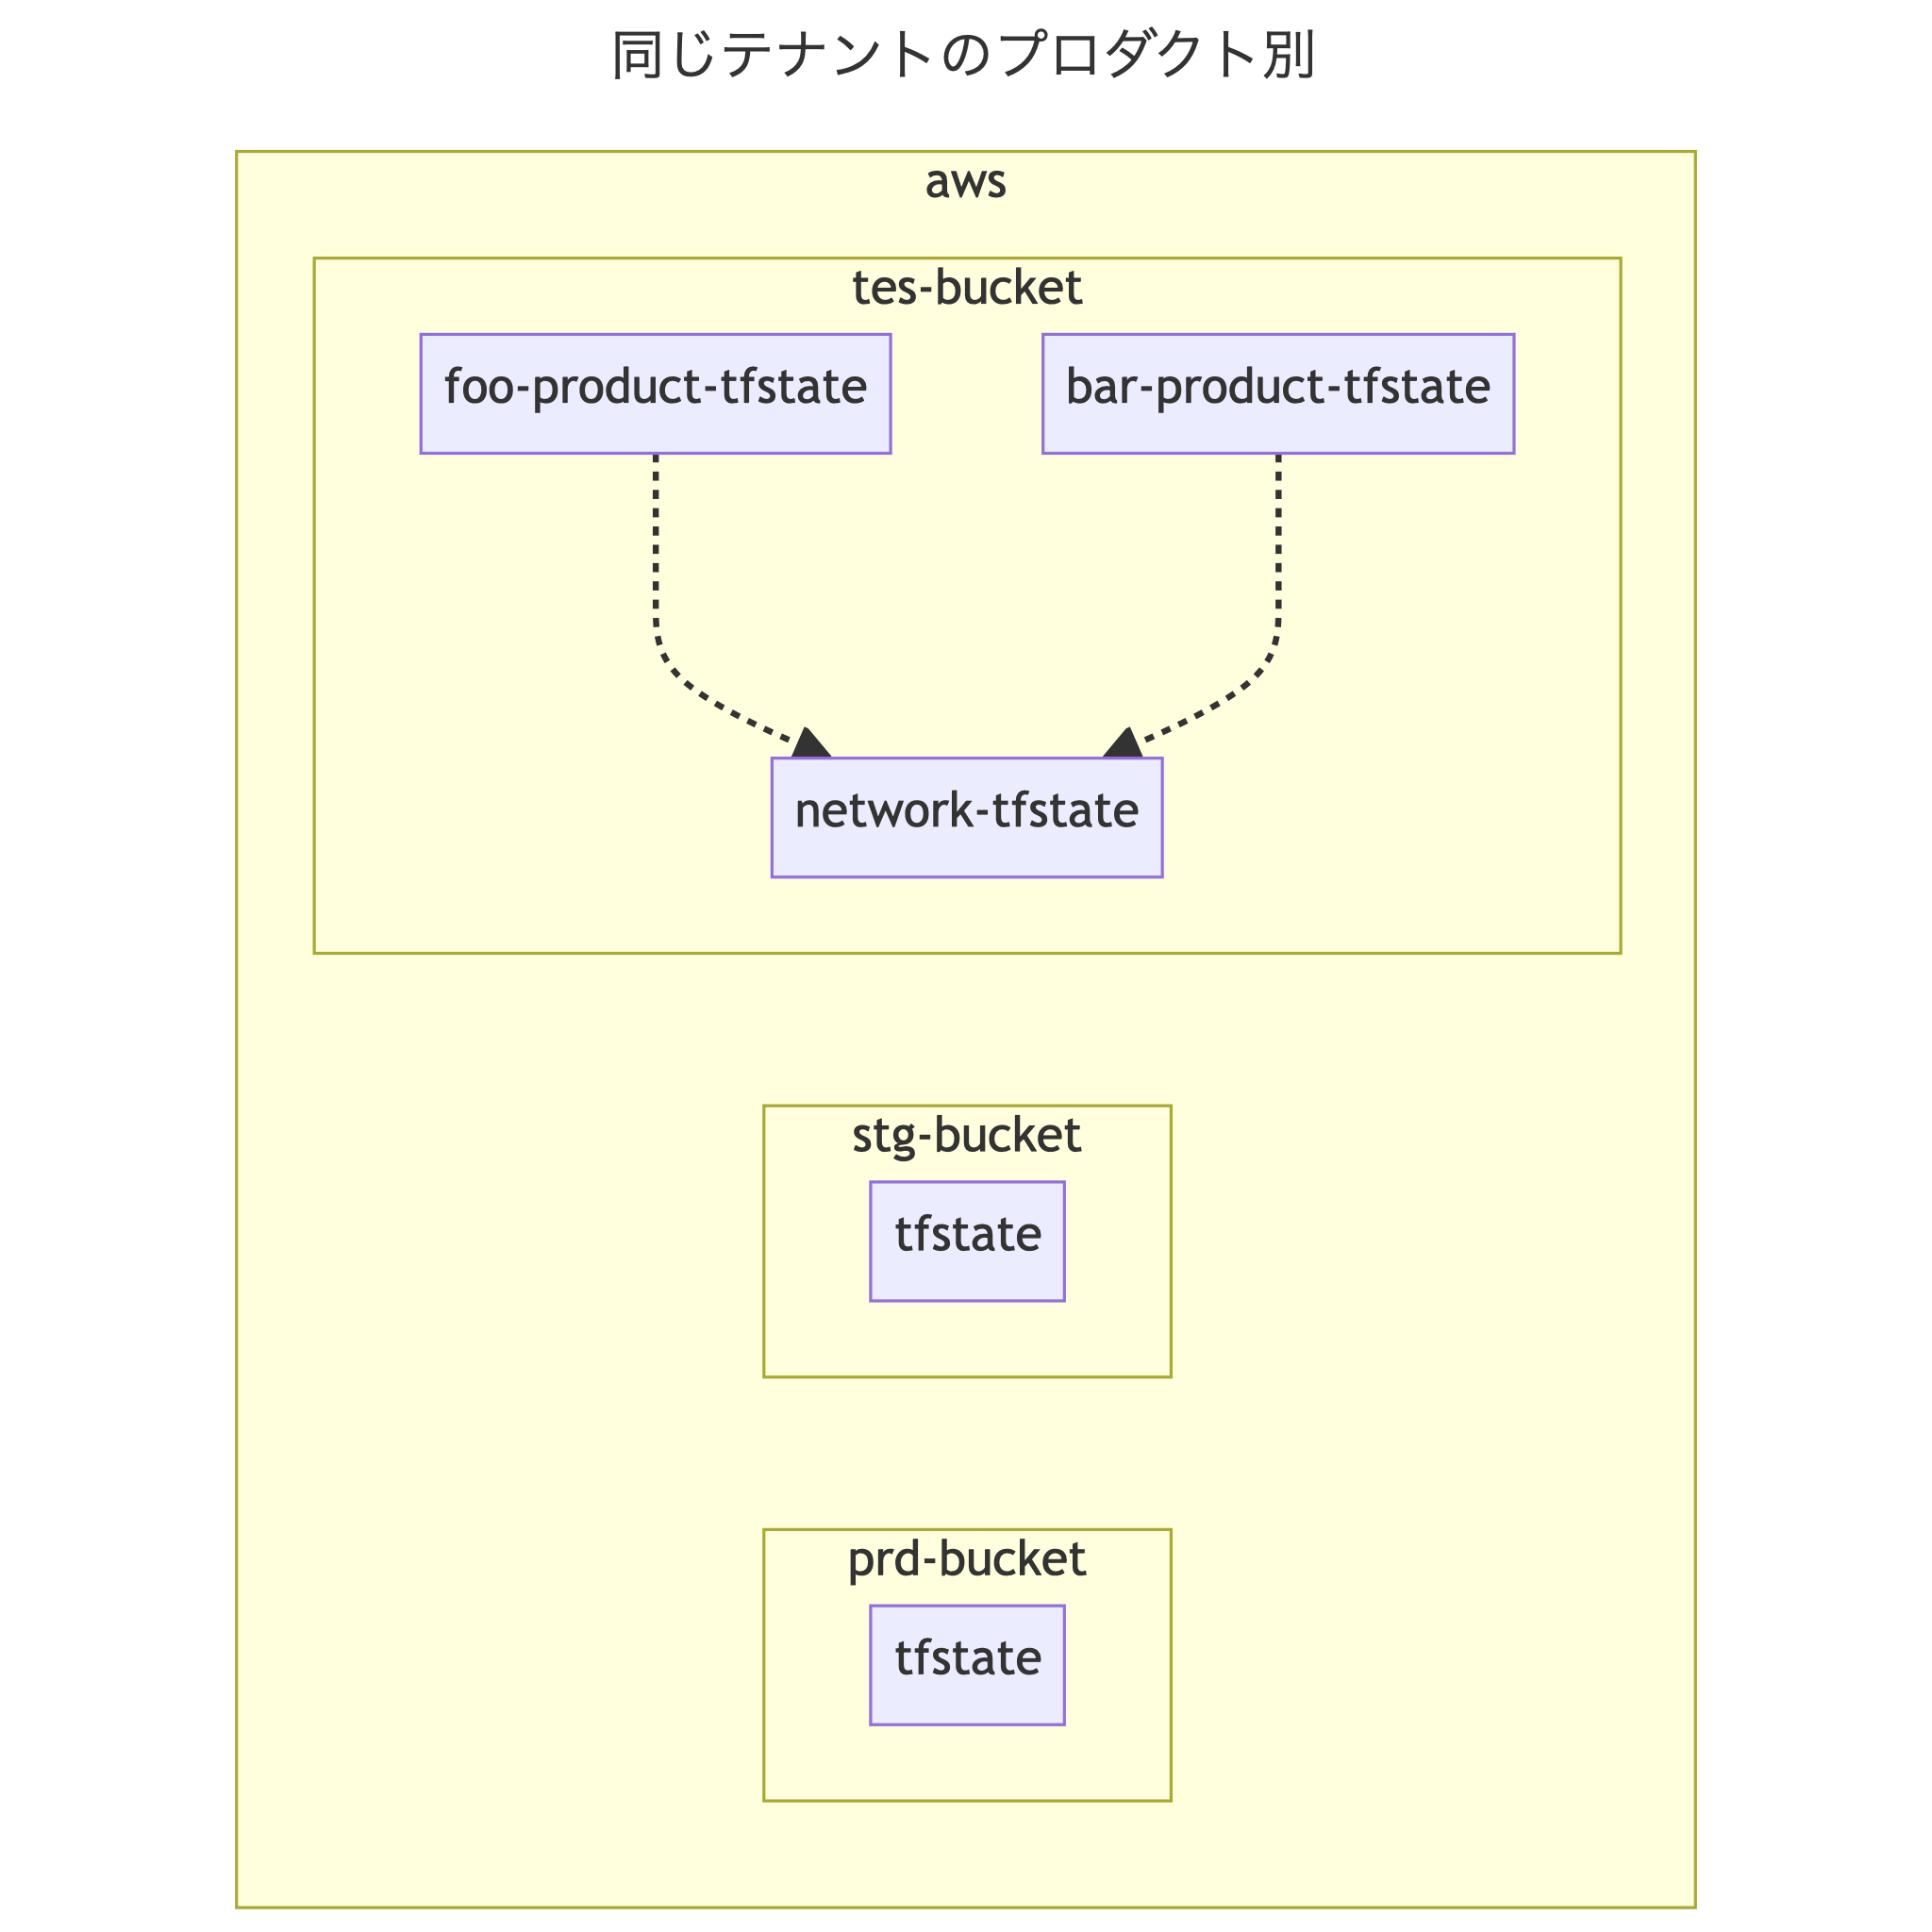 同じテナントのプロダクト別
aws
tes-bucket
foo-product-tfstate
bar-product-tfstate
network-tfstate
stg-bucket
tfstate
prd-bucket
tfstate